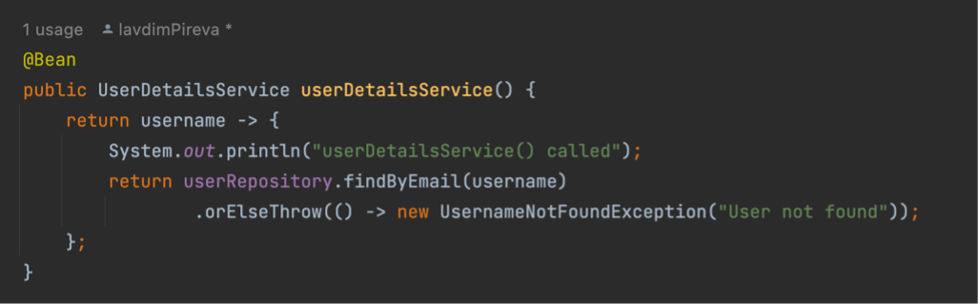 1 usage lavdimPireva *
@Bean
public UserDetailsService userDetailsService() {
return username -> {
System.out.println("userDetailsService() called");
return userRepository.findByEmail(username)
.orElseThrow(() -> new UsernameNotFoundException("User not found"));
};
}